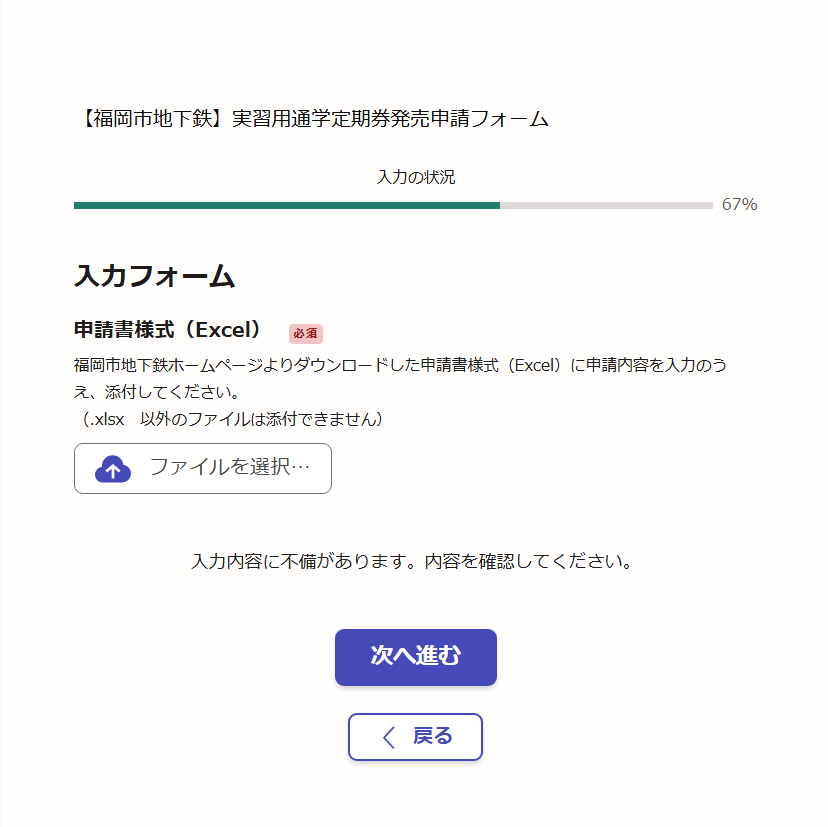 【福岡市地下鉄】実習用通学定期券発売申請フォーム
入力の状況
67%
入力フォーム
申請書様式（Excel） 必須
福岡市地下鉄ホームページよりダウンロードした申請書様式（Excel）に申請内容を入力のう
え、添付してください。
（.xlsx　以外のファイルは添付できません）
ファイルを選択…
入力内容に不備があります。内容を確認してください。
次へ進む
戻る